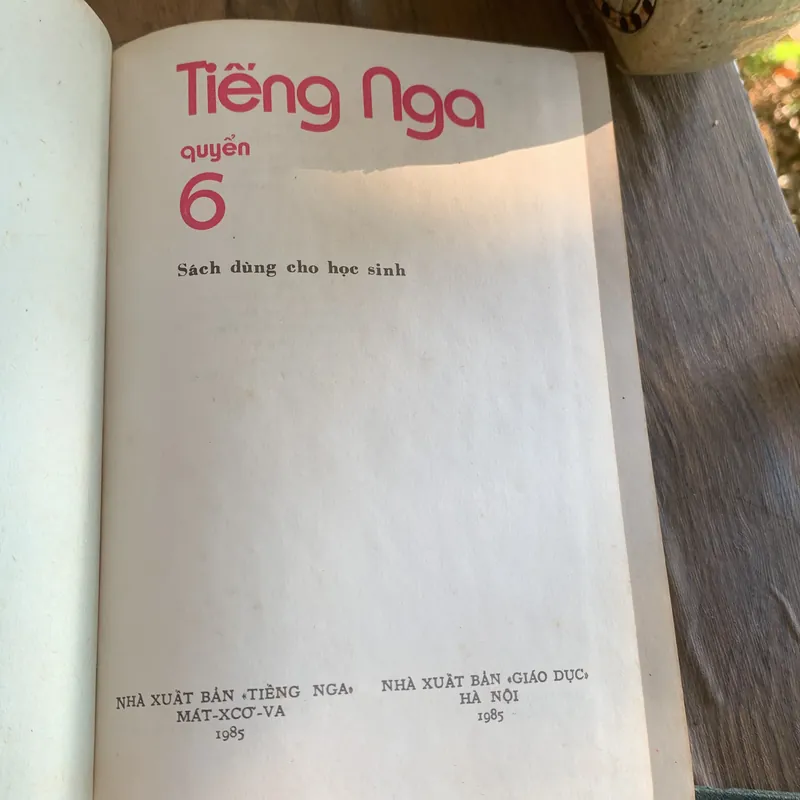 Tiếng Nga
quyển
6
Sách dùng cho học sinh
NHÀ XUẤT BẢN «TIẾNG NGA»
MÁT-XCƠ-VA
1985
NHÀ XUẤT BẢN «GIÁO DỤC»
HÀ NỘI
1985